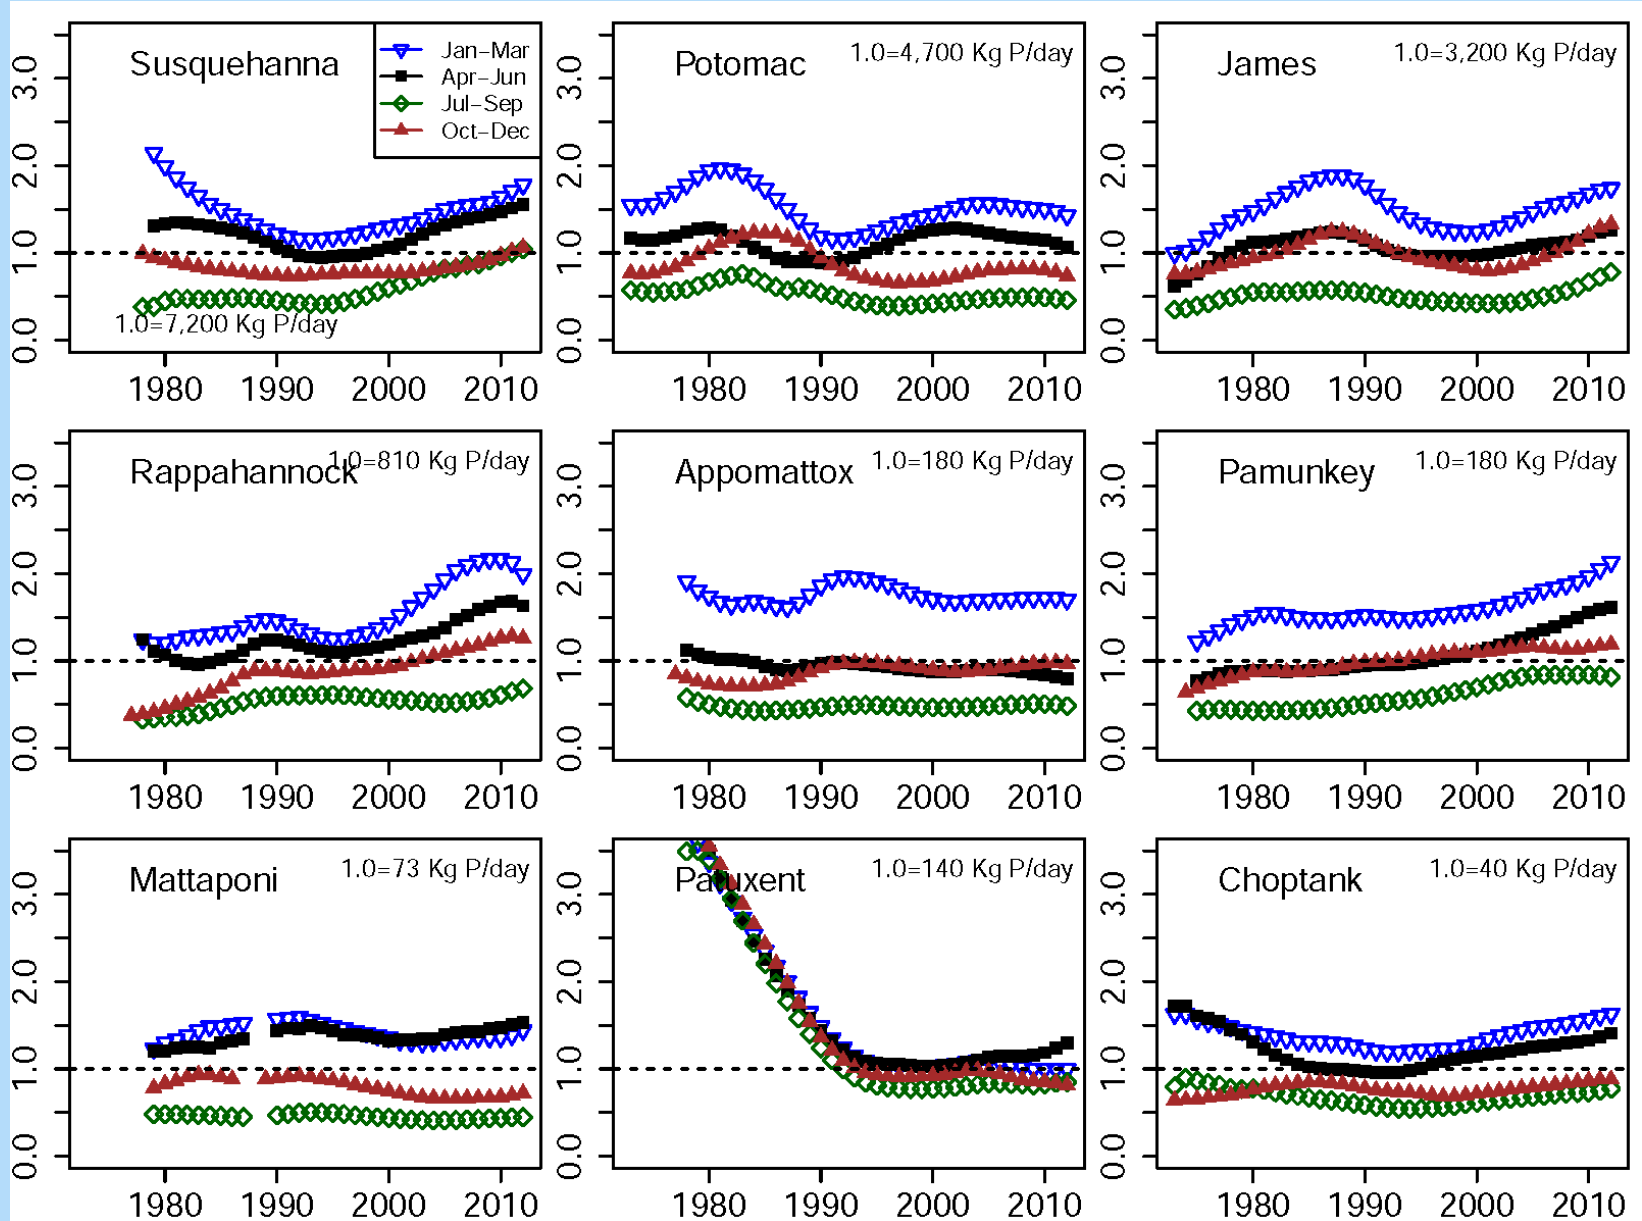 Susquehanna
Jan-Mar
Apr-Jun
Jul-Sep
Oct-Dec
1.0=7,200 Kg P/day
0.0 1.0 2.0 3.0
1980 1990 2000 2010
Potomac
1.0=4,700 Kg P/day
0.0 1.0 2.0 3.0
1980 1990 2000 2010
James
1.0=3,200 Kg P/day
0.0 1.0 2.0 3.0
1980 1990 2000 2010
Rappahannock
1.0=810 Kg P/day
0.0 1.0 2.0 3.0
1980 1990 2000 2010
Appomattox
1.0=180 Kg P/day
0.0 1.0 2.0 3.0
1980 1990 2000 2010
Pamunkey
1.0=180 Kg P/day
0.0 1.0 2.0 3.0
1980 1990 2000 2010
Mattaponi
1.0=73 Kg P/day
0.0 1.0 2.0 3.0
1980 1990 2000 2010
Patuxent
1.0=140 Kg P/day
0.0 1.0 2.0 3.0
1980 1990 2000 2010
Choptank
1.0=40 Kg P/day
0.0 1.0 2.0 3.0
1980 1990 2000 2010